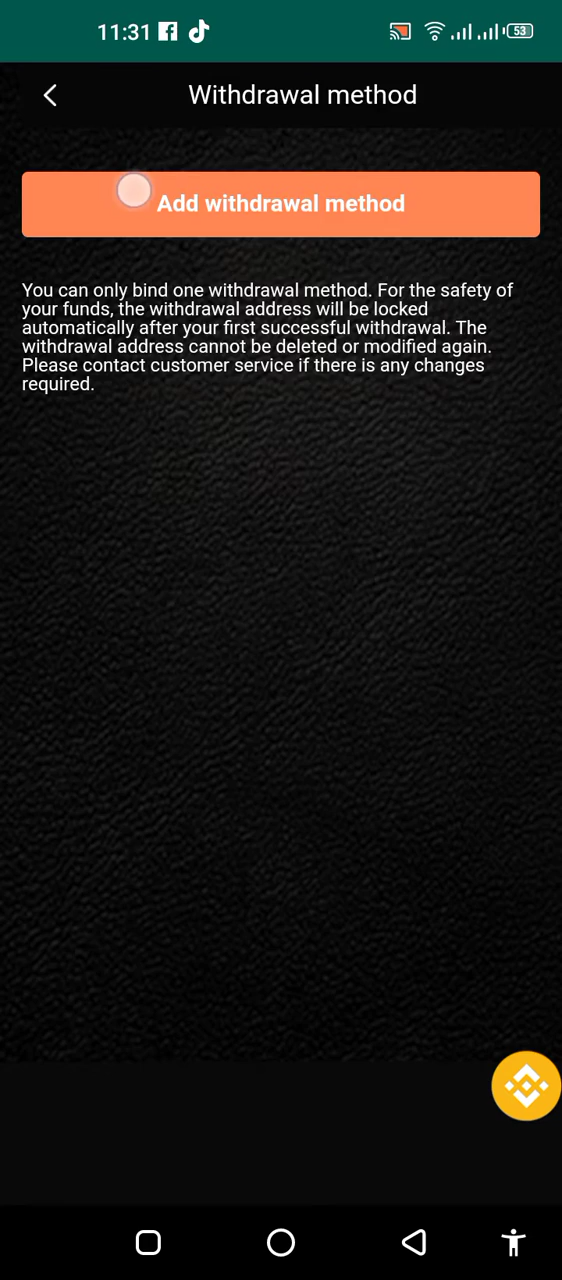 11:31
53
Withdrawal method
Add withdrawal method
You can only bind one withdrawal method. For the safety of
your funds, the withdrawal address will be locked
automatically after your first successful withdrawal. The
withdrawal address cannot be deleted or modified again.
Please contact customer service if there is any changes
required.